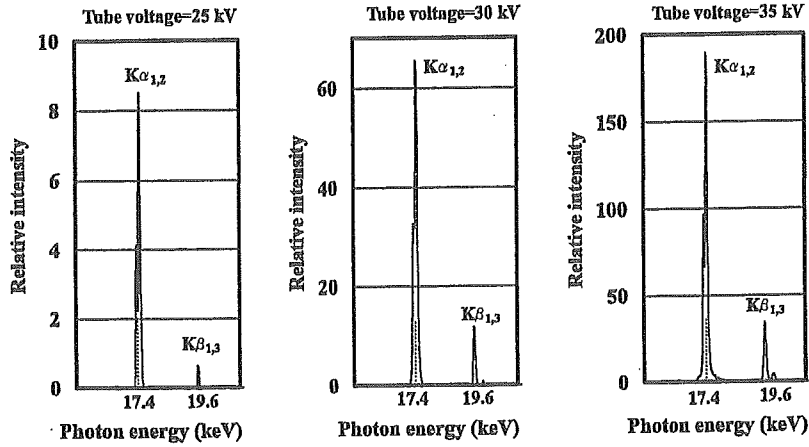 Tube voltage=25 kV
10
8
6
4
2
0
Relative intensity
Kα1,2
Kβ1,3
17.4
19.6
Photon energy (keV)
Tube voltage=30 kV
60
40
20
0
Relative intensity
Kα1,2
Kβ1,3
17.4
19.6
Photon energy (keV)
Tube voltage=35 kV
200
150
100
50
0
Relative intensity
Kα1,2
Kβ1,3
17.4
19.6
Photon energy (keV)